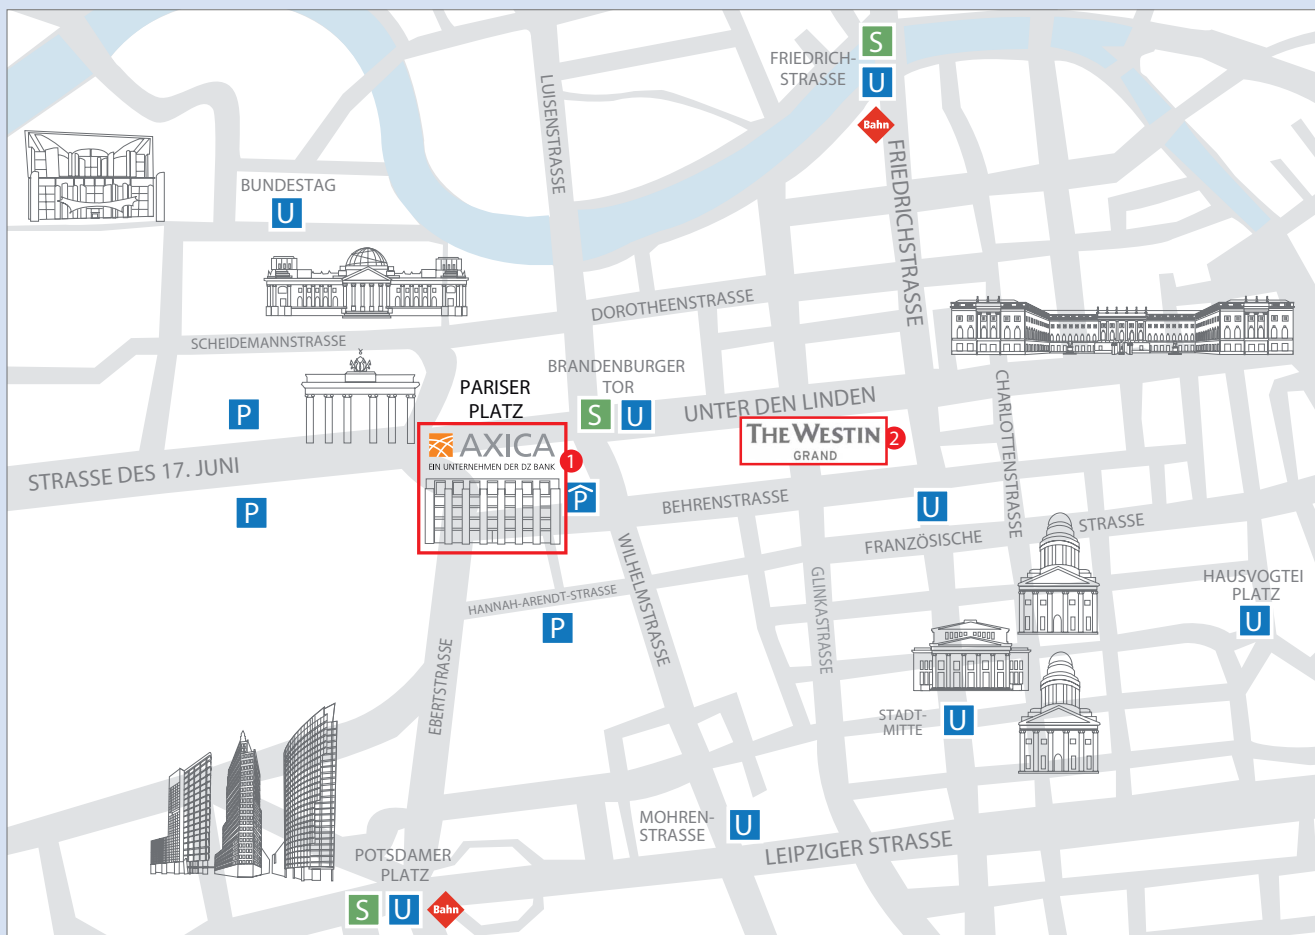 S
FRIEDRICH-
STRASSE
U
Bahn
LUISENSTRASSE
FRIEDRICHSTRASSE
BUNDESTAG
U
DOROTHEENSTRASSE
SCHEIDEMANNSTRASSE
BRANDENBURGER
TOR
S U
PARISER
PLATZ
P
UNTER DEN LINDEN
CHARLOTTENSTRASSE
THE WESTIN
GRAND
2
AXICA
EIN UNTERNEHMEN DER DZ BANK
1
STRASSE DES 17. JUNI
P
P
BEHRENSTRASSE
U
FRANZÖSISCHE
STRASSE
WILHELMSTRASSE
GLINKASTRASSE
HANNAH-ARENDT-STRASSE
P
HAUSVOGTEI
PLATZ
U
EBERTSTRASSE
STADT-
MITTE
U
MOHREN-
STRASSE
U
LEIPZIGER STRASSE
POTSDAMER
PLATZ
S U Bahn